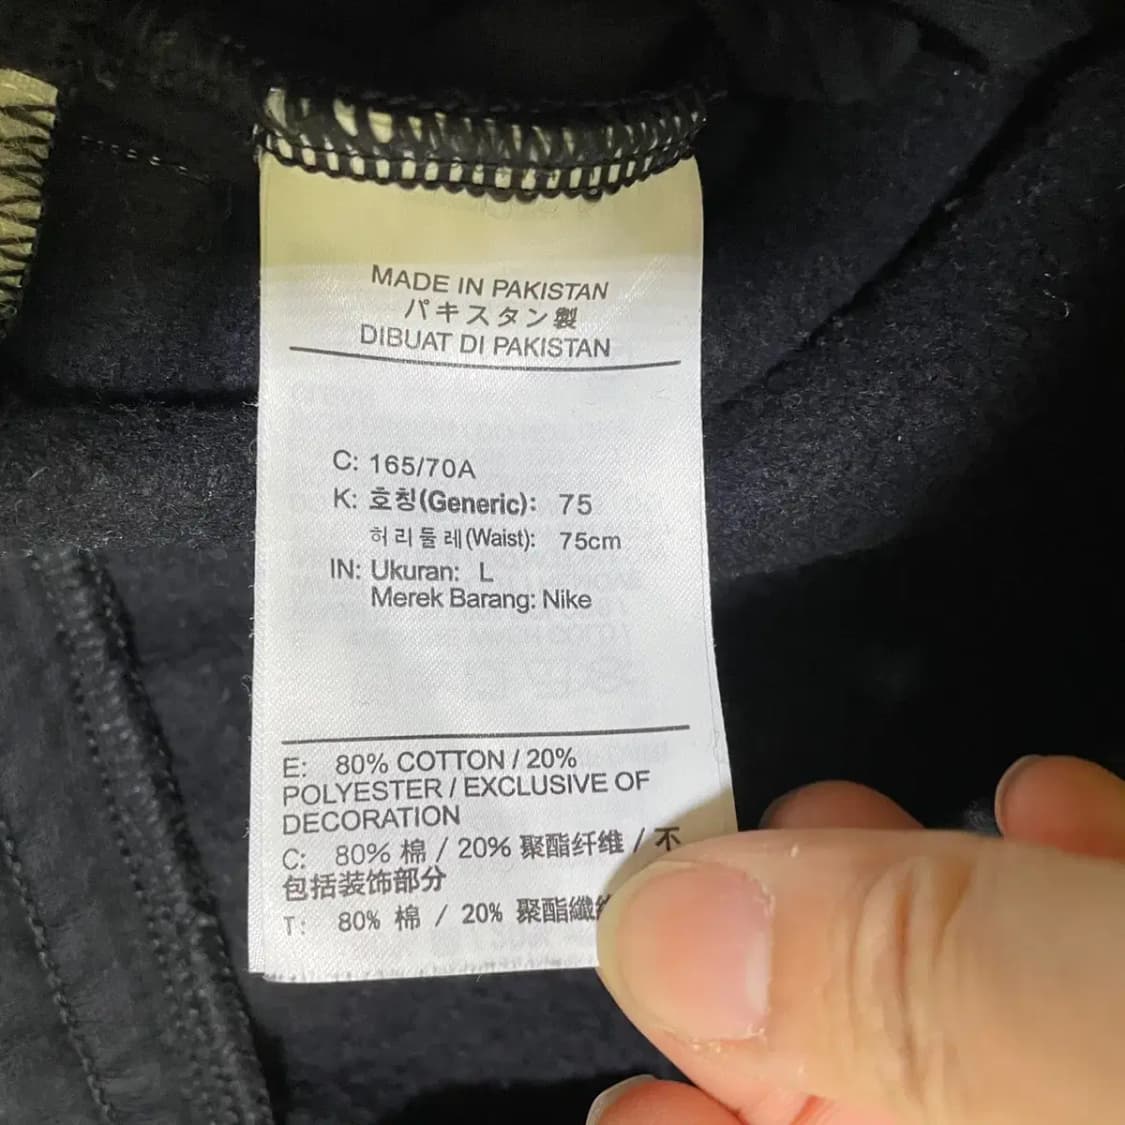 MADE IN PAKISTAN
パキスタン製
DIBUAT DI PAKISTAN
C: 165/70A
K: 호칭(Generic): 75
허리둘레(Waist): 75cm
IN: Ukuran: L
Merek Barang: Nike
E: 80% COTTON / 20%
POLYESTER / EXCLUSIVE OF
DECORATION
C: 80% 棉 / 20% 聚酯纤维 / 不
包括装饰部分
T: 80% 棉 / 20% 聚酯纖